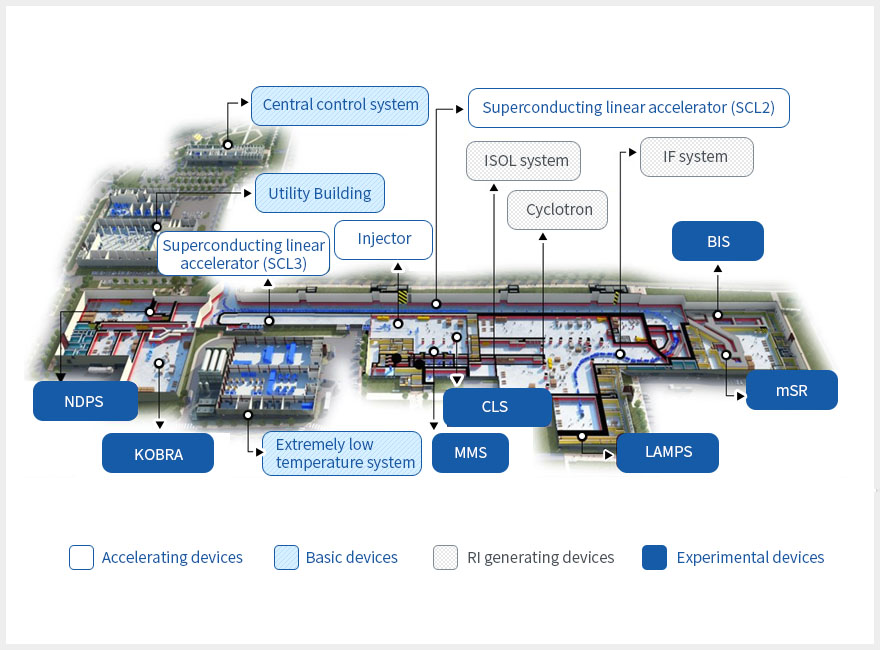 Central control system
Superconducting linear accelerator (SCL2)
ISOL system
IF system
Utility Building
Cyclotron
Superconducting linear
accelerator (SCL3)
Injector
BIS
NDPS
CLS
mSR
KOBRA
Extremely low
temperature system
MMS
LAMPS
Accelerating devices
Basic devices
RI generating devices
Experimental devices